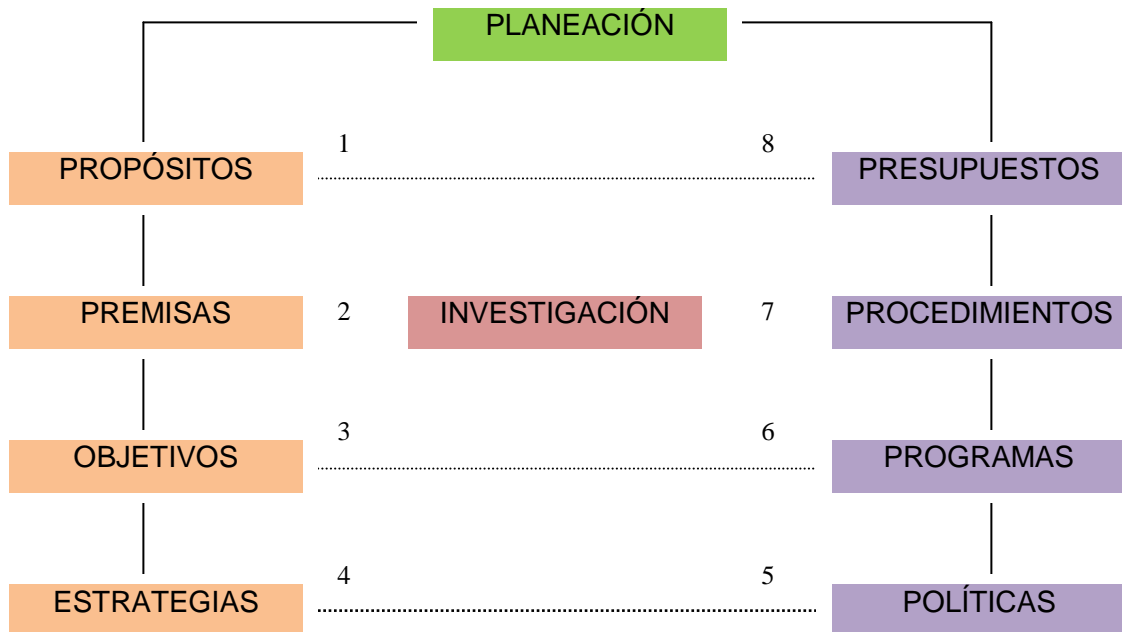 PLANEACIÓN
1
8
PROPÓSITOS
PRESUPUESTOS
PREMISAS
2
INVESTIGACIÓN
7
PROCEDIMIENTOS
3
6
OBJETIVOS
PROGRAMAS
4
5
ESTRATEGIAS
POLÍTICAS